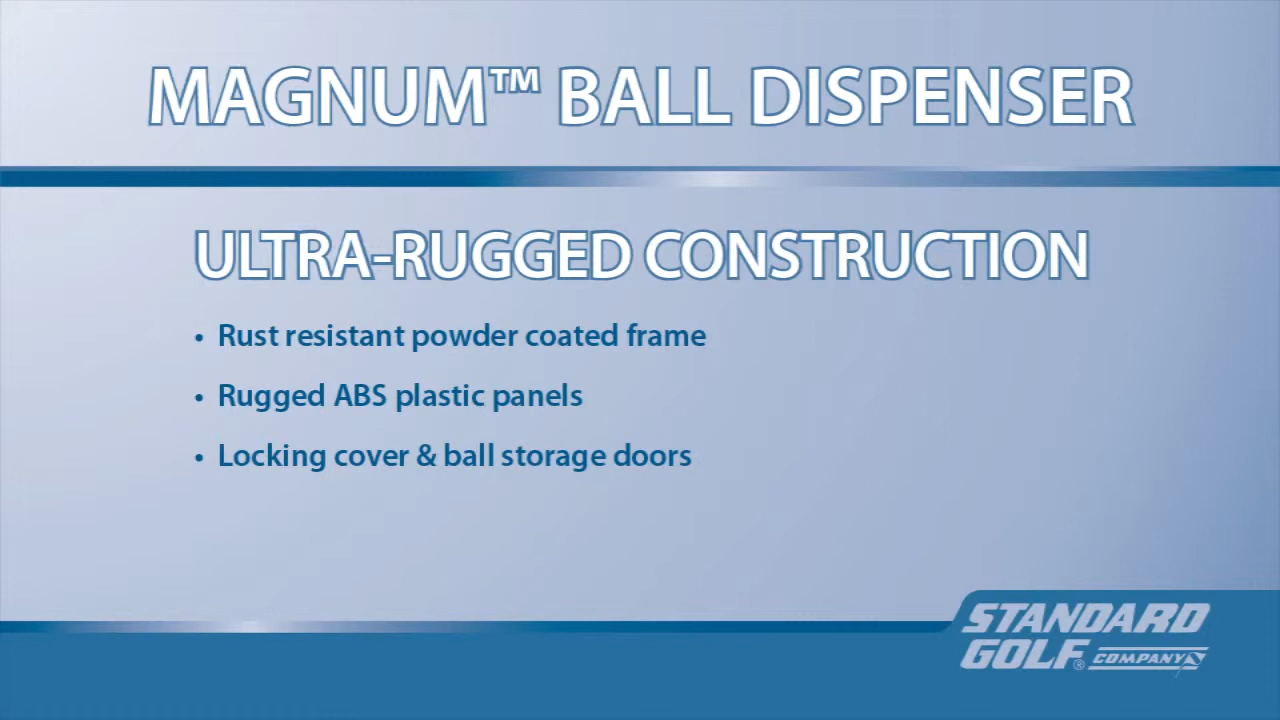 MAGNUM™ BALL DISPENSER
ULTRA-RUGGED CONSTRUCTION
• Rust resistant powder coated frame
• Rugged ABS plastic panels
• Locking cover & ball storage doors
STANDARD
GOLF® COMPANY